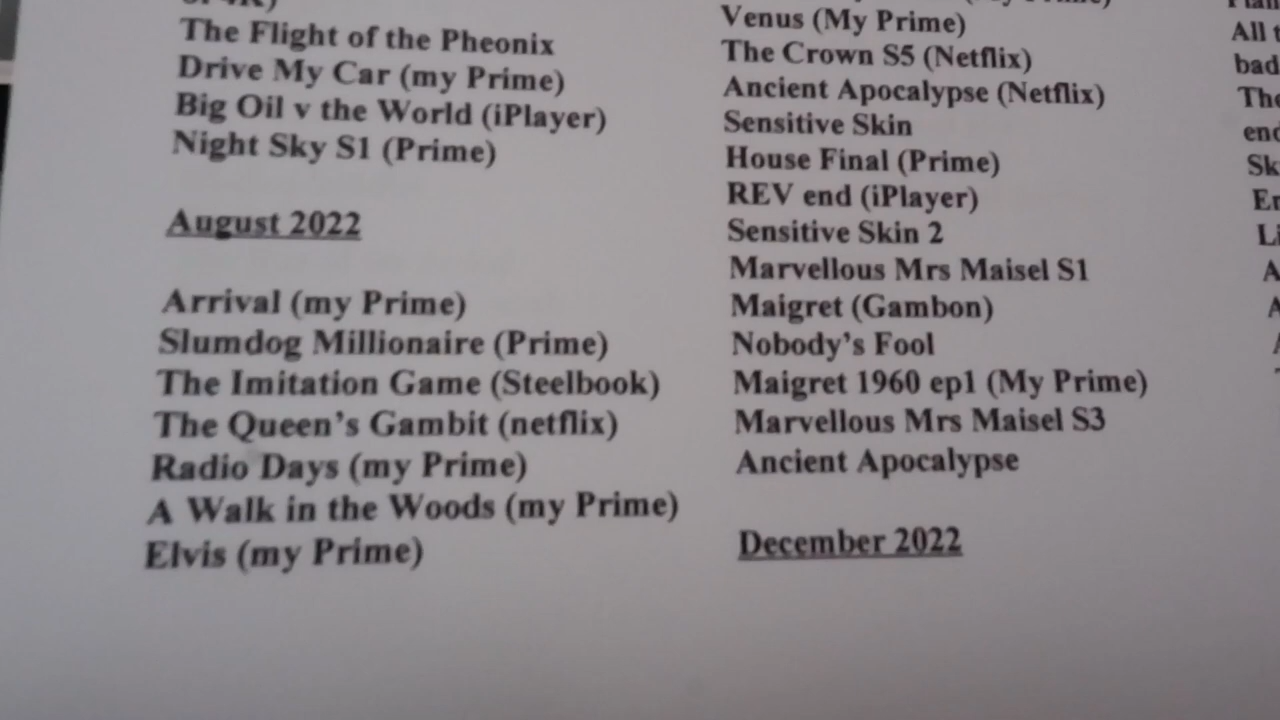 The Flight of the Pheonix
Drive My Car (my Prime)
Big Oil v the World (iPlayer)
Night Sky S1 (Prime)
August 2022
Arrival (my Prime)
Slumdog Millionaire (Prime)
The Imitation Game (Steelbook)
The Queen's Gambit (netflix)
Radio Days (my Prime)
A Walk in the Woods (my Prime)
Elvis (my Prime)
Venus (My Prime)
The Crown S5 (Netflix)
Ancient Apocalypse (Netflix)
Sensitive Skin
House Final (Prime)
REV end (iPlayer)
Sensitive Skin 2
Marvellous Mrs Maisel S1
Maigret (Gambon)
Nobody's Fool
Maigret 1960 ep1 (My Prime)
Marvellous Mrs Maisel S3
Ancient Apocalypse
December 2022
All
bad